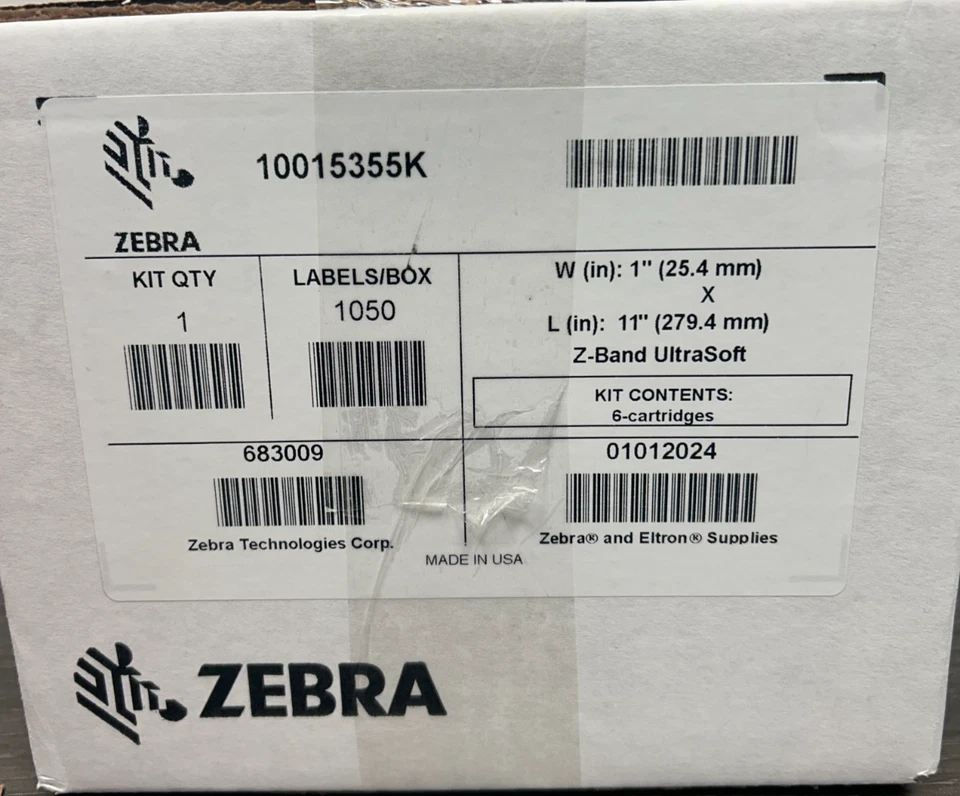 10015355K
ZEBRA
KIT QTY
1
LABELS/BOX
1050
W (in): 1" (25.4 mm)
X
L (in): 11" (279.4 mm)
Z-Band UltraSoft
KIT CONTENTS:
6-cartridges
683009
Zebra Technologies Corp.
01012024
Zebra® and Eltron® Supplies
MADE IN USA
ZEBRA